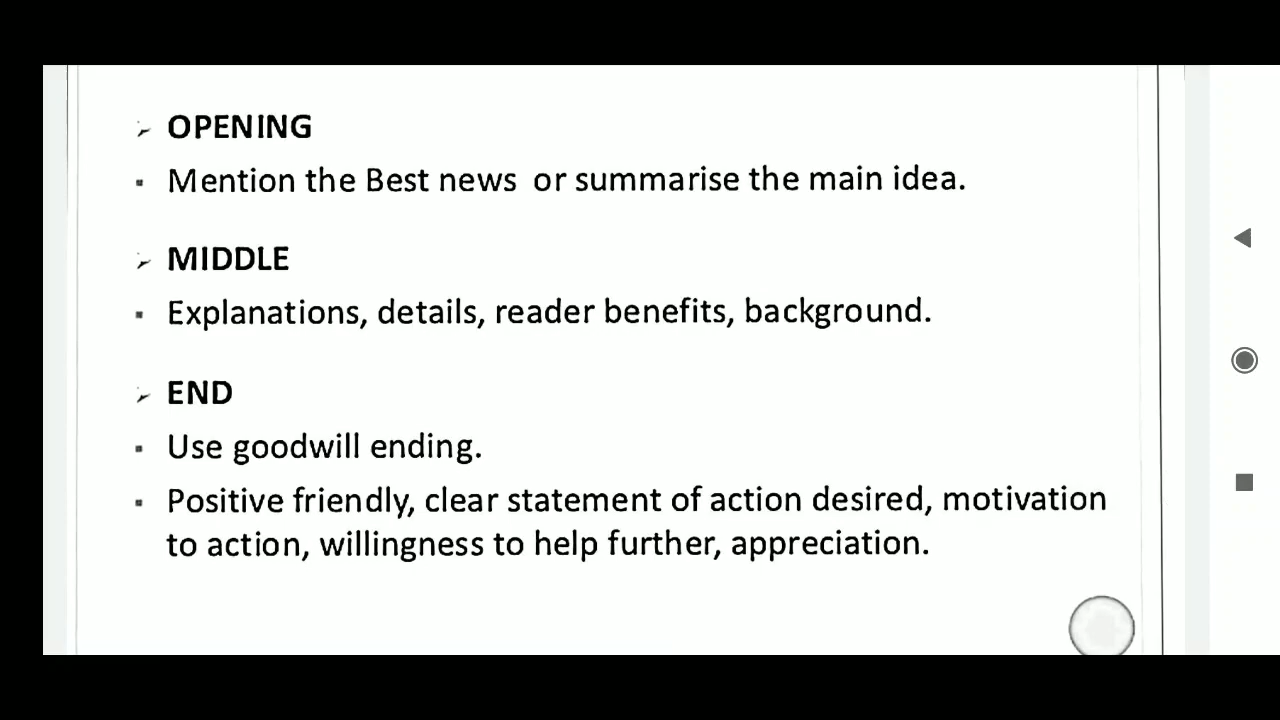 OPENING
Mention the Best news or summarise the main idea.
MIDDLE
Explanations, details, reader benefits, background.
END
Use goodwill ending.
Positive friendly, clear statement of action desired, motivation
to action, willingness to help further, appreciation.